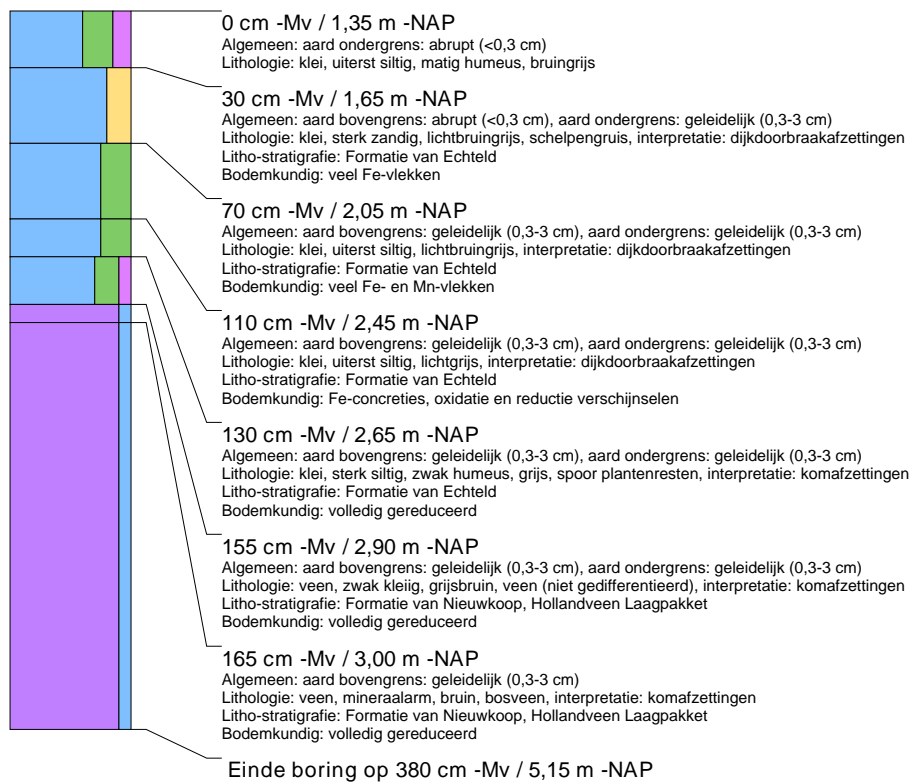 0 cm -Mv / 1,35 m -NAP
Algemeen: aard ondergrens: abrupt (<0,3 cm)
Lithologie: klei, uiterst siltig, matig humeus, bruingrijs
30 cm -Mv / 1,65 m -NAP
Algemeen: aard bovengrens: abrupt (<0,3 cm), aard ondergrens: geleidelijk (0,3-3 cm)
Lithologie: klei, sterk zandig, lichtbruingrijs, schelpengruis, interpretatie: dijkdoorbraakafzettingen
Litho-stratigrafie: Formatie van Echteld
Bodemkundig: veel Fe-vlekken
70 cm -Mv / 2,05 m -NAP
Algemeen: aard bovengrens: geleidelijk (0,3-3 cm), aard ondergrens: geleidelijk (0,3-3 cm)
Lithologie: klei, uiterst siltig, lichtbruingrijs, interpretatie: dijkdoorbraakafzettingen
Litho-stratigrafie: Formatie van Echteld
Bodemkundig: veel Fe- en Mn-vlekken
110 cm -Mv / 2,45 m -NAP
Algemeen: aard bovengrens: geleidelijk (0,3-3 cm), aard ondergrens: geleidelijk (0,3-3 cm)
Lithologie: klei, uiterst siltig, lichtgrijs, interpretatie: dijkdoorbraakafzettingen
Litho-stratigrafie: Formatie van Echteld
Bodemkundig: Fe-concreties, oxidatie en reductie verschijnselen
130 cm -Mv / 2,65 m -NAP
Algemeen: aard bovengrens: geleidelijk (0,3-3 cm), aard ondergrens: geleidelijk (0,3-3 cm)
Lithologie: klei, sterk siltig, zwak humeus, grijs, spoor plantenresten, interpretatie: komafzettingen
Litho-stratigrafie: Formatie van Echteld
Bodemkundig: volledig gereduceerd
155 cm -Mv / 2,90 m -NAP
Algemeen: aard bovengrens: geleidelijk (0,3-3 cm), aard ondergrens: geleidelijk (0,3-3 cm)
Lithologie: veen, zwak kleiig, grijsbruin, veen (niet gedifferentieerd), interpretatie: komafzettingen
Litho-stratigrafie: Formatie van Nieuwkoop, Hollandveen Laagpakket
Bodemkundig: volledig gereduceerd
165 cm -Mv / 3,00 m -NAP
Algemeen: aard bovengrens: geleidelijk (0,3-3 cm)
Lithologie: veen, mineraalarm, bruin, bosveen, interpretatie: komafzettingen
Litho-stratigrafie: Formatie van Nieuwkoop, Hollandveen Laagpakket
Bodemkundig: volledig gereduceerd
Einde boring op 380 cm -Mv / 5,15 m -NAP